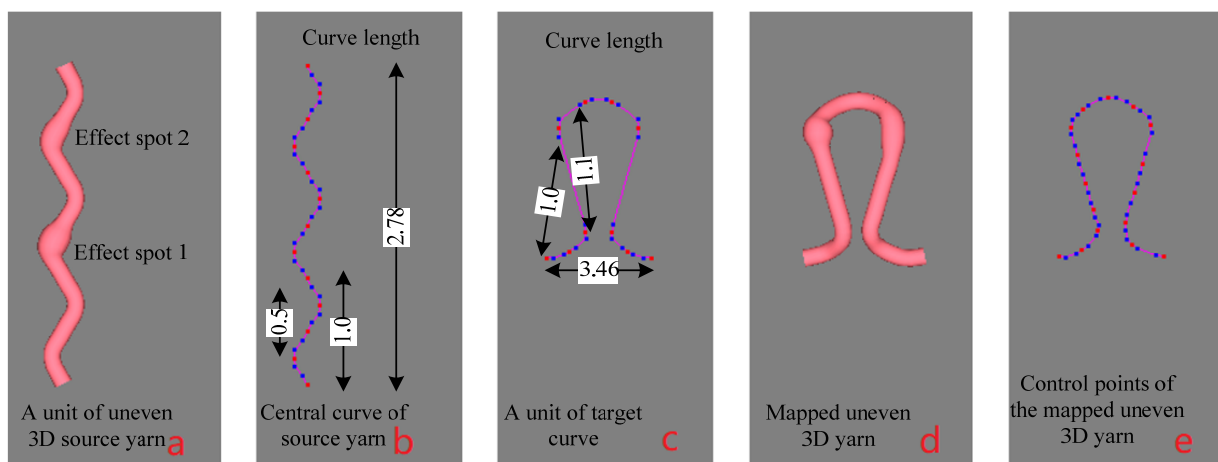 Effect spot 2
Effect spot 1
A unit of uneven
3D source yarn
a
Curve length
2.78
0.5
1.0
Central curve of
source yarn
b
Curve length
1.0
1.1
3.46
A unit of target
curve
c
Mapped uneven
3D yarn
d
Control points of
the mapped uneven
3D yarn
e